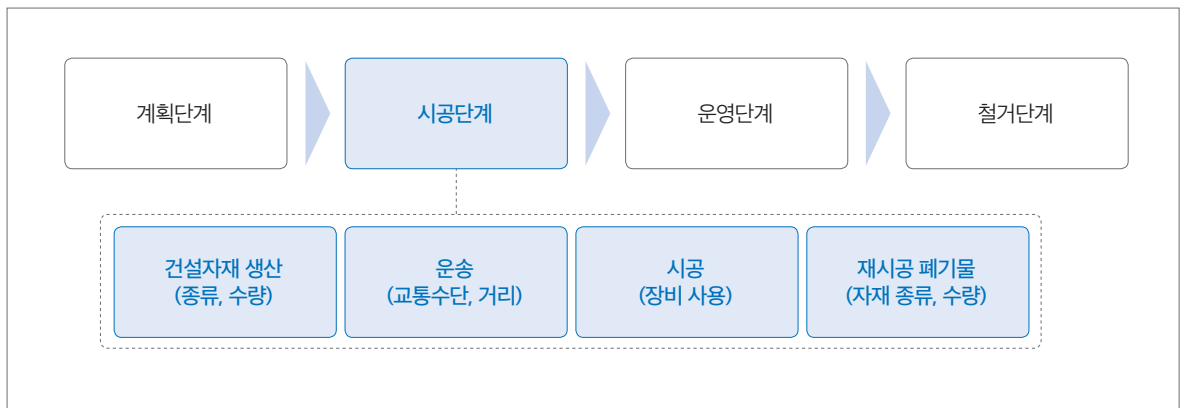 계획단계
시공단계
운영단계
철거단계
건설자재 생산
(종류, 수량)
운송
(교통수단, 거리)
시공
(장비 사용)
재시공 폐기물
(자재 종류, 수량)